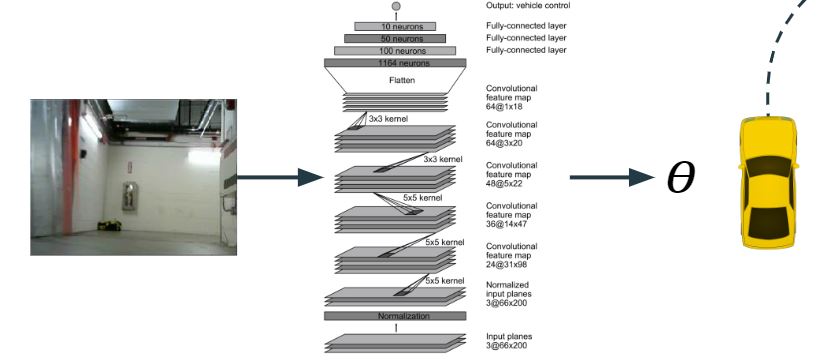 Output: vehicle control
10 neurons
Fully-connected layer
50 neurons
Fully-connected layer
100 neurons
Fully-connected layer
1164 neurons
Flatten
Convolutional
feature map
64@1x18
3x3 kernel
Convolutional
feature map
64@3x20
3x3 kernel
Convolutional
feature map
48@5x22
5x5 kernel
Convolutional
feature map
36@14x47
5x5 kernel
Convolutional
feature map
24@31x98
5x5 kernel
Normalized
input planes
3@66x200
Normalization
Input planes
3@66x200
θ